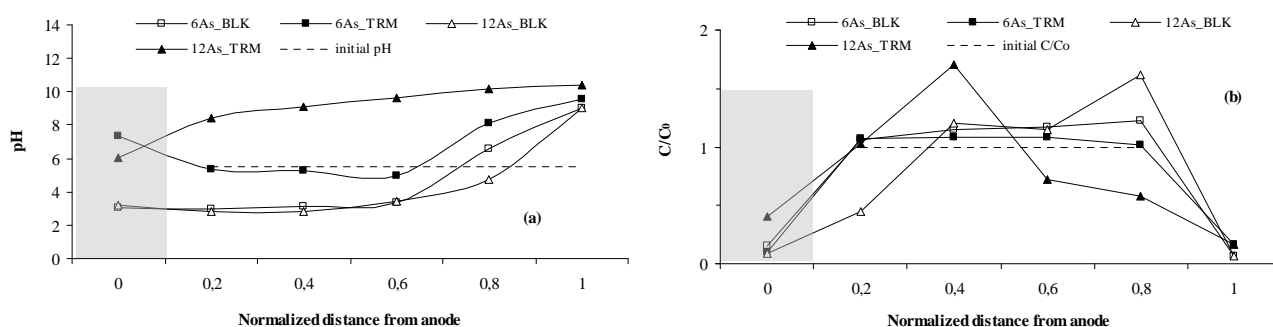 6As_BLK 6As_TRM 12As_BLK
12As_TRM initial pH
14
12
10
8
6
4
2
0
pH
(a)
0 0,2 0,4 0,6 0,8 1
Normalized distance from anode
6As_BLK 6As_TRM 12As_BLK
12As_TRM initial C/Co
2
1
0
C/C0
(b)
0 0,2 0,4 0,6 0,8 1
Normalized distance from anode